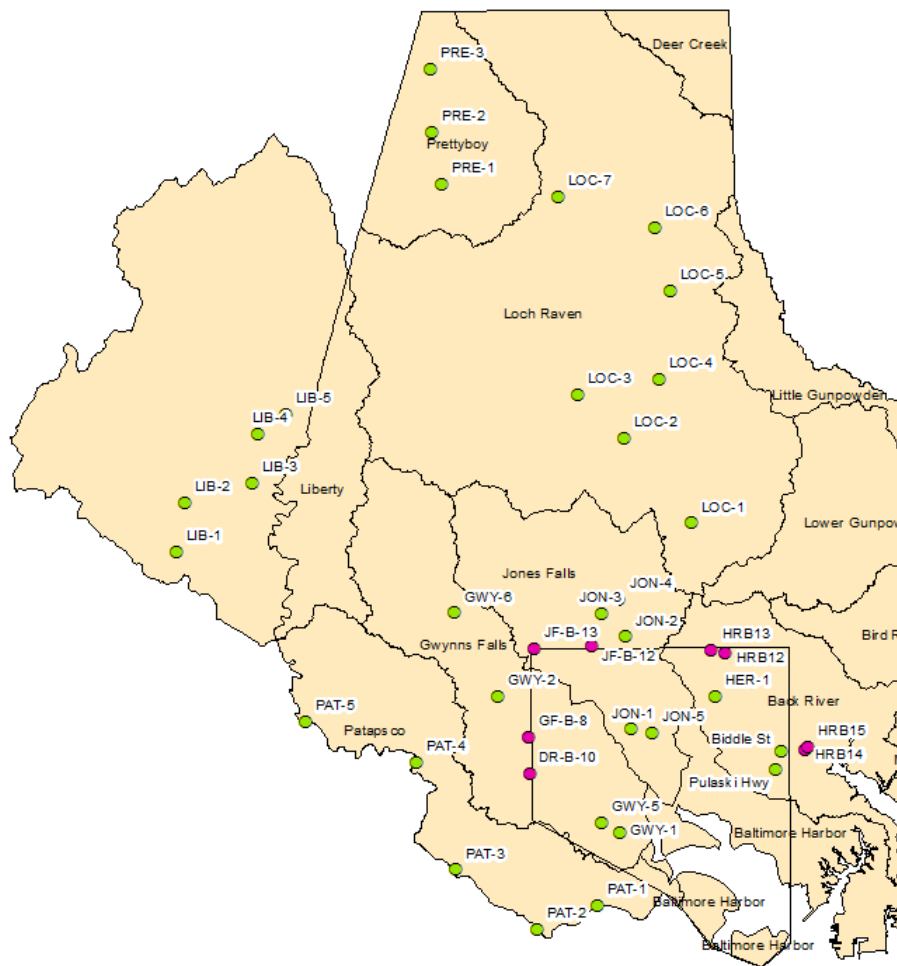 Deer Creek
PRE-3
PRE-2
Prettyboy
PRE-1
LOC-7
LOC-6
LOC-5
Loch Raven
LOC-4
LOC-3
Little Gunpowder
LIB-5
LIB-4
LOC-2
LIB-3
Liberty
LIB-2
LOC-1
Lower Gunpow
LIB-1
Jones Falls
JON-4
GWY-6
JON-3
JON-2
Bird R
Gwynns Falls
JF-B-13
JF-B-12
HRB13
HRB12
GWY-2
HER-1
Back River
PAT-5
Patapsco
GF-B-8
JON-1
JON-5
HRB15
Biddle St
HRB14
PAT-4
DR-B-10
Pulaski Hwy
GWY-5
GWY-1
Baltimore Harbor
PAT-3
PAT-1
Baltimore Harbor
PAT-2
Baltimore Harbor